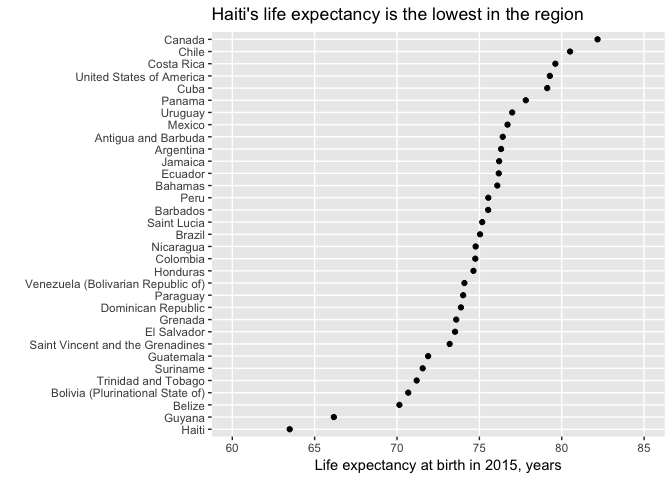 Haiti's life expectancy is the lowest in the region
Canada
Chile
Costa Rica
United States of America
Cuba
Panama
Uruguay
Mexico
Antigua and Barbuda
Argentina
Jamaica
Ecuador
Bahamas
Peru
Barbados
Saint Lucia
Brazil
Nicaragua
Colombia
Honduras
Venezuela (Bolivarian Republic of)
Paraguay
Dominican Republic
Grenada
El Salvador
Saint Vincent and the Grenadines
Guatemala
Suriname
Trinidad and Tobago
Bolivia (Plurinational State of)
Belize
Guyana
Haiti
60 65 70 75 80 85
Life expectancy at birth in 2015, years